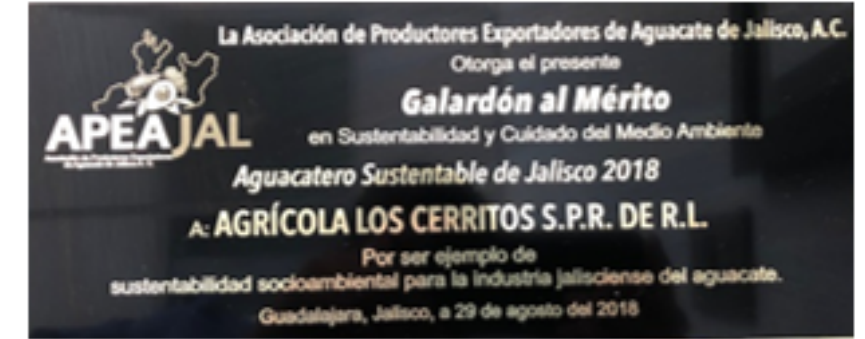 La Asociación de Productores Exportadores de Aguacate de Jalisco, A.C.
Otorga el presente
Galardón al Mérito
en Sustentabilidad y Cuidado del Medio Ambiente
APEAJAL
Aguacatero Sustentable de Jalisco 2018
A: AGRÍCOLA LOS CERRITOS S.P.R. DE R.L.
Por ser ejemplo de
sustentabilidad socioambiental para la industria jalisciense del aguacate.
Guadalajara, Jalisco, a 29 de agosto del 2018